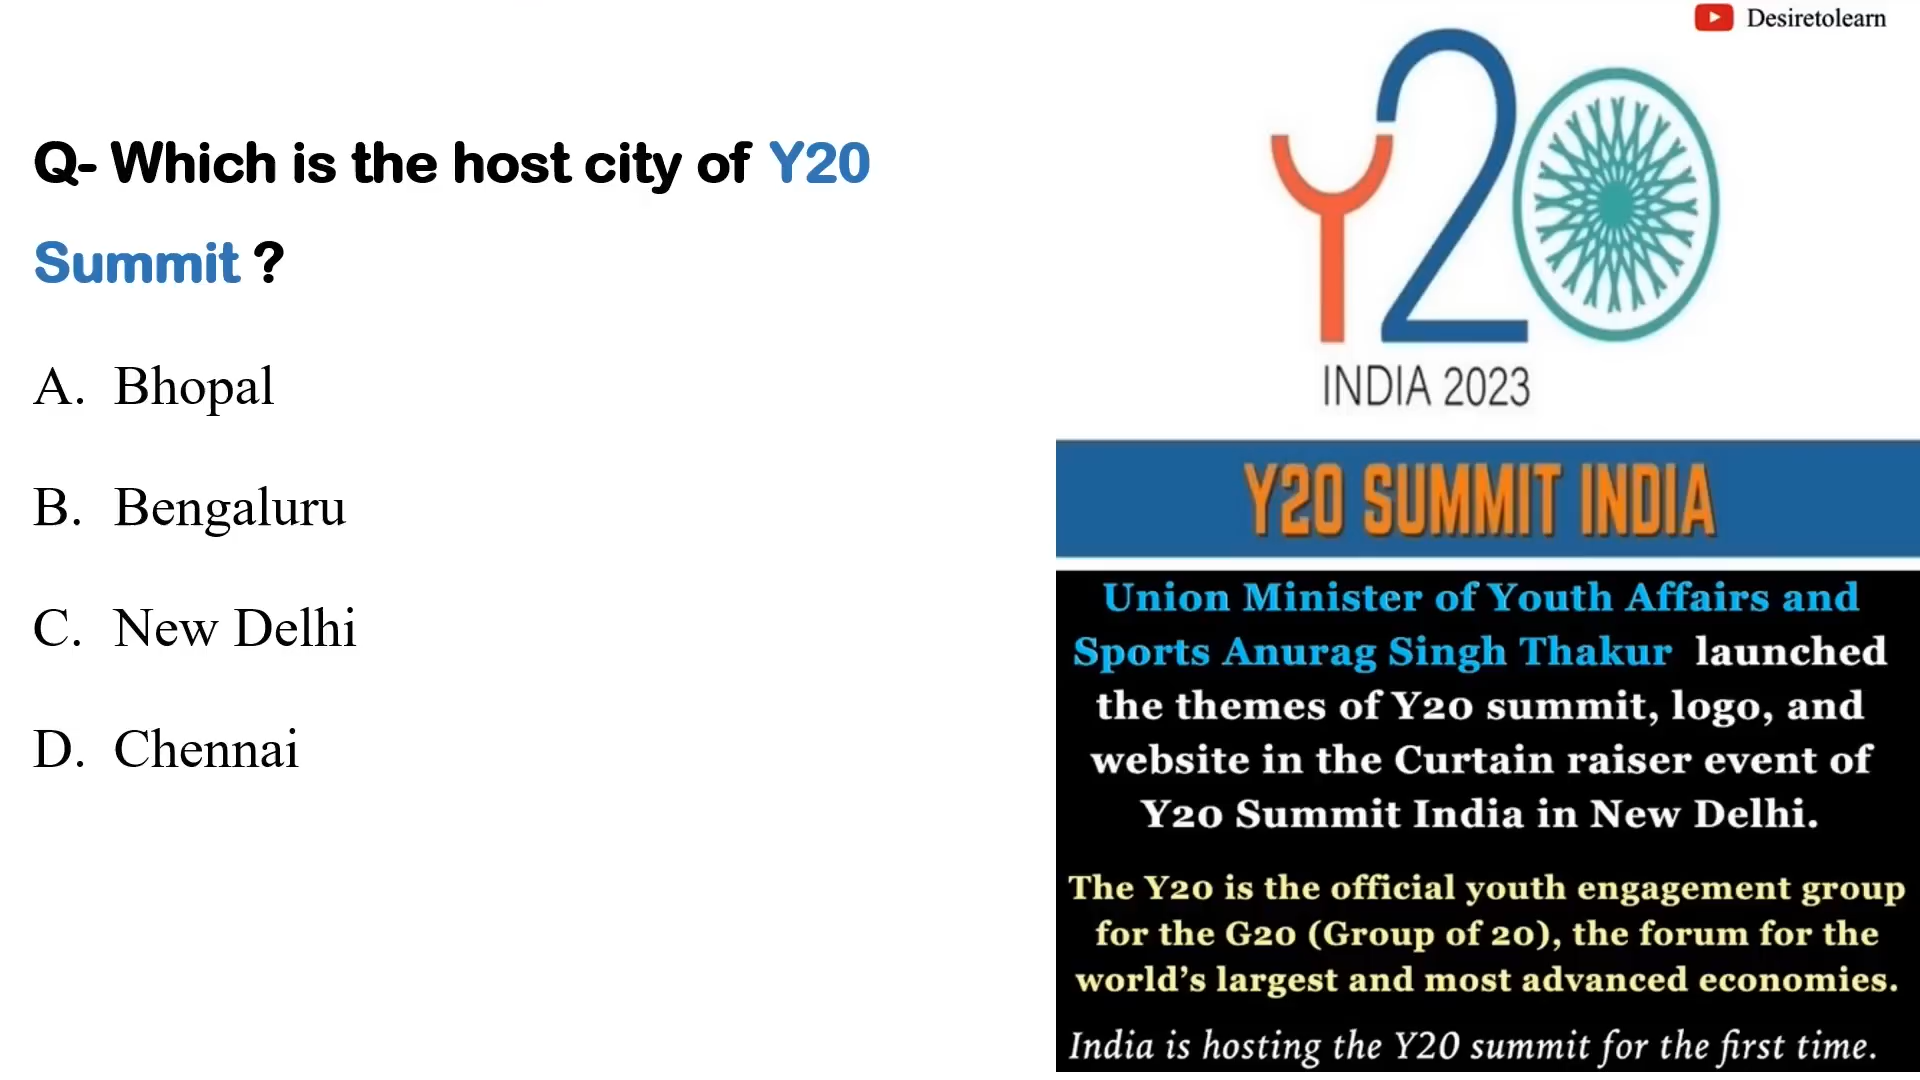 Desiretolearn
Q- Which is the host city of Y20
Summit ?
A. Bhopal
B. Bengaluru
C. New Delhi
D. Chennai
Y20
INDIA 2023
Y20 SUMMIT INDIA
Union Minister of Youth Affairs and
Sports Anurag Singh Thakur launched
the themes of Y20 summit, logo, and
website in the Curtain raiser event of
Y20 Summit India in New Delhi.
The Y20 is the official youth engagement group
for the G20 (Group of 20), the forum for the
world’s largest and most advanced economies.
India is hosting the Y20 summit for the first time.